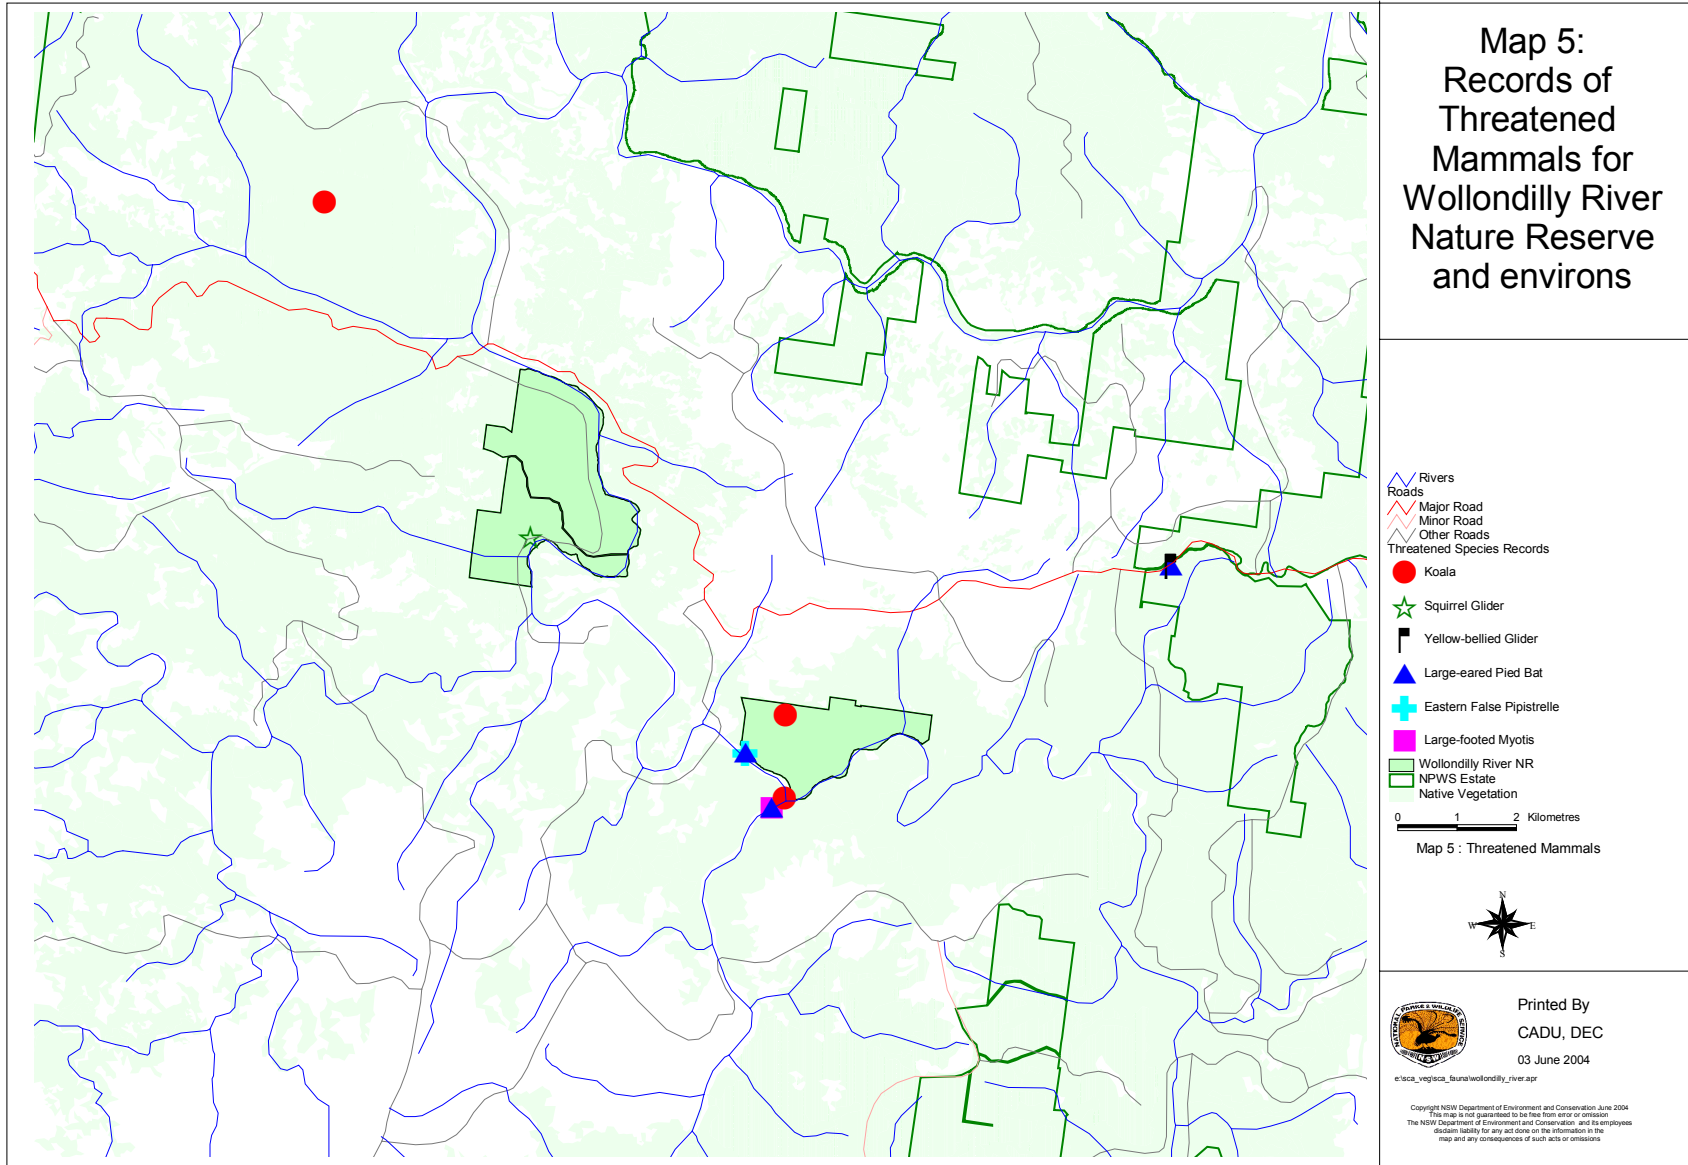 Map 5:
Records of
Threatened
Mammals for
Wollondilly River
Nature Reserve
and environs
Rivers
Roads
Major Road
Minor Road
Other Roads
Threatened Species Records
Koala
Squirrel Glider
Yellow-bellied Glider
Large-eared Pied Bat
Eastern False Pipistrelle
Large-footed Myotis
Wollondilly River NR
NPWS Estate
Native Vegetation
0 1 2 Kilometres
Map 5 : Threatened Mammals
N
W E
S
NATIONAL PARKS & WILDLIFE SERVICE
NSW
Printed By
CADU, DEC
03 June 2004
e:\sca_veg\sca_fauna\wollondilly_river.apr
Copyright NSW Department of Environment and Conservation June 2004
This map is not guaranteed to be free from error or omission
The NSW Department of Environment and Conservation and its employees
disclaim liability for any act done on the information in the
map and any consequences of such acts or omissions